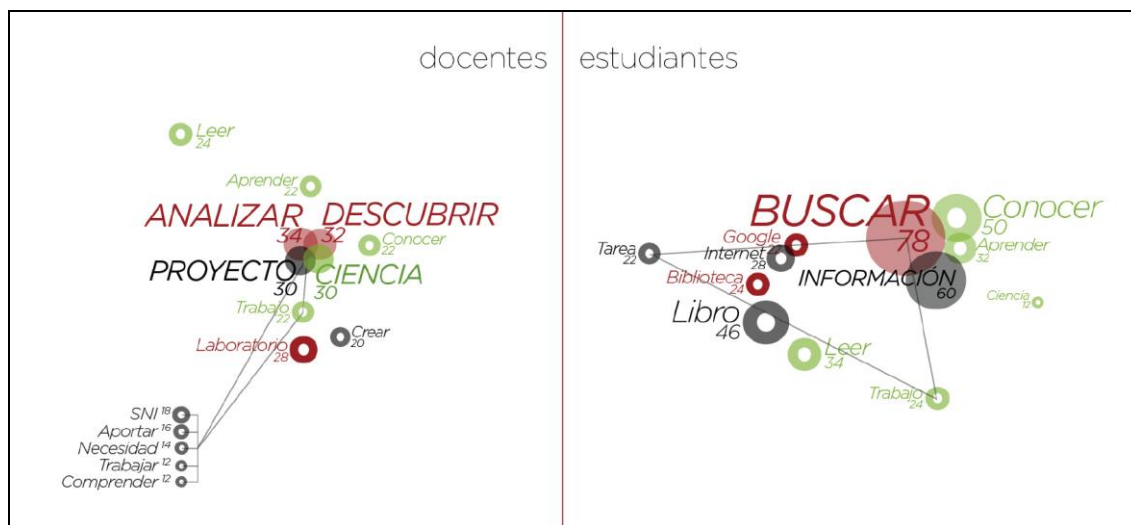 docentes
estudiantes
Leer
24
Aprender
22
ANALIZAR
34
DESCUBRIR
32
Conocer
22
PROYECTO
30
CIENCIA
30
Trabajo
22
Crear
20
Laboratorio
28
SNI 18
Aportar 16
Necesidad 14
Trabajar 12
Comprender 12
BUSCAR
78
Conocer
50
Google
Tarea
22
Internet
28
Aprender
32
Biblioteca
24
INFORMACIÓN
60
Ciencia
12
Libro
46
Leer
34
Trabajo
24